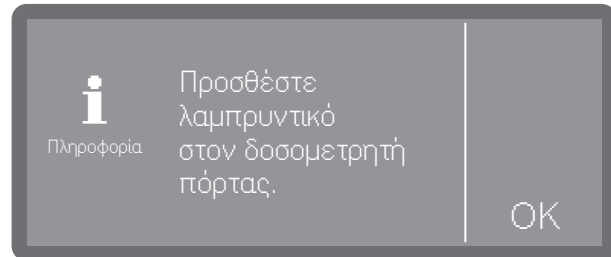 Πληροφορία
Προσθέστε
λαμπρυντικό
στον δοσομετρητή
πόρτας.
OK